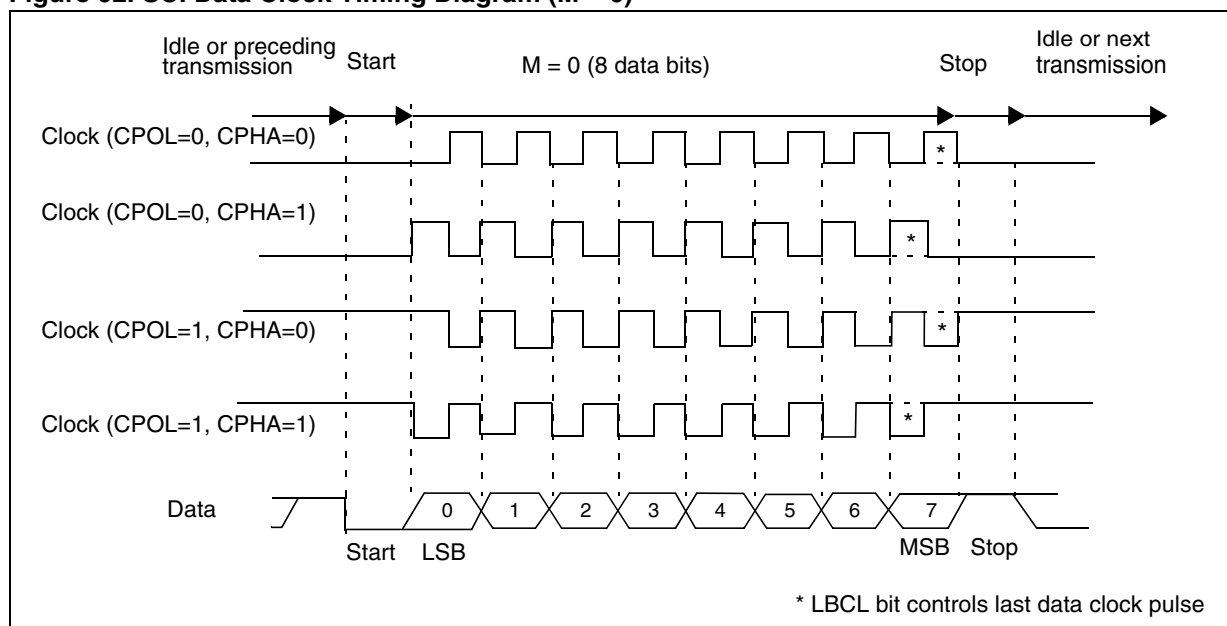 Idle or preceding
transmission
Start
M = 0 (8 data bits)
Stop
Idle or next
transmission
Clock (CPOL=0, CPHA=0)
*
Clock (CPOL=0, CPHA=1)
*
Clock (CPOL=1, CPHA=0)
*
Clock (CPOL=1, CPHA=1)
*
Data
0 1 2 3 4 5 6 7
Start LSB MSB Stop
* LBCL bit controls last data clock pulse